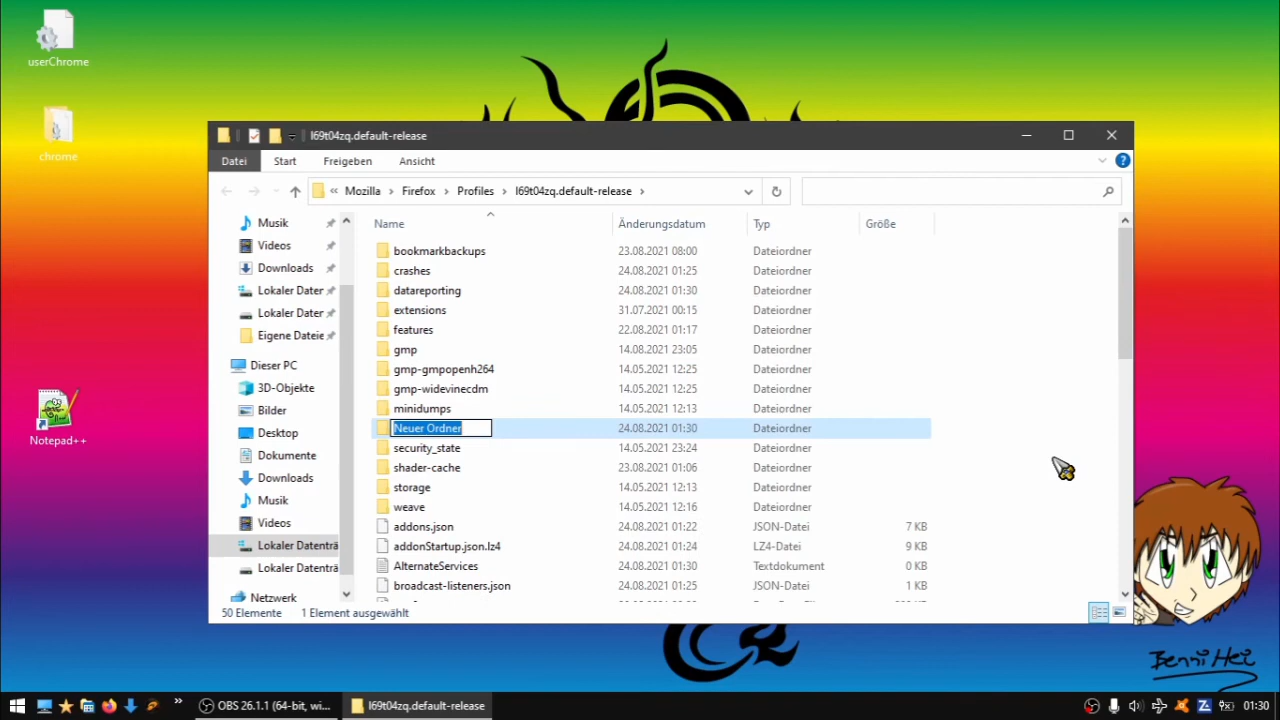 userChrome
chrome
Notepad++
l69t04zq.default-release
Datei Start Freigeben Ansicht
« Mozilla > Firefox > Profiles > l69t04zq.default-release >
Musik
Videos
Downloads
Lokaler Daten
Lokaler Daten
Eigene Dateie
Dieser PC
3D-Objekte
Bilder
Desktop
Dokumente
Downloads
Musik
Videos
Lokaler Datenträ
Lokaler Datenträ
Netzwerk
Name Änderungsdatum Typ Größe
bookmarkbackups 23.08.2021 08:00 Dateiordner
crashes 24.08.2021 01:25 Dateiordner
datareporting 24.08.2021 01:30 Dateiordner
extensions 31.07.2021 00:15 Dateiordner
features 22.08.2021 01:17 Dateiordner
gmp 14.08.2021 23:05 Dateiordner
gmp-gmpopenh264 14.05.2021 12:25 Dateiordner
gmp-widevinecdm 14.05.2021 12:25 Dateiordner
minidumps 14.05.2021 12:13 Dateiordner
Neuer Ordner 24.08.2021 01:30 Dateiordner
security_state 14.05.2021 23:24 Dateiordner
shader-cache 23.08.2021 01:06 Dateiordner
storage 14.05.2021 12:13 Dateiordner
weave 14.05.2021 12:16 Dateiordner
addons.json 24.08.2021 01:22 JSON-Datei 7 KB
addonStartup.json.lz4 24.08.2021 01:24 LZ4-Datei 9 KB
AlternateServices 24.08.2021 01:30 Textdokument 0 KB
broadcast-listeners.json 24.08.2021 01:25 JSON-Datei 1 KB
50 Elemente 1 Element ausgewählt
Benni Hei
OBS 26.1.1 (64-bit, wi...
l69t04zq.default-release
01:30